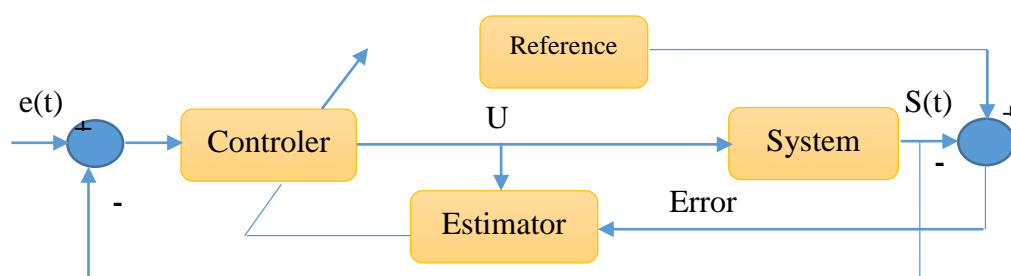 Reference
e(t)
+
Controler
U
System
S(t)
+
-
-
Estimator
Error